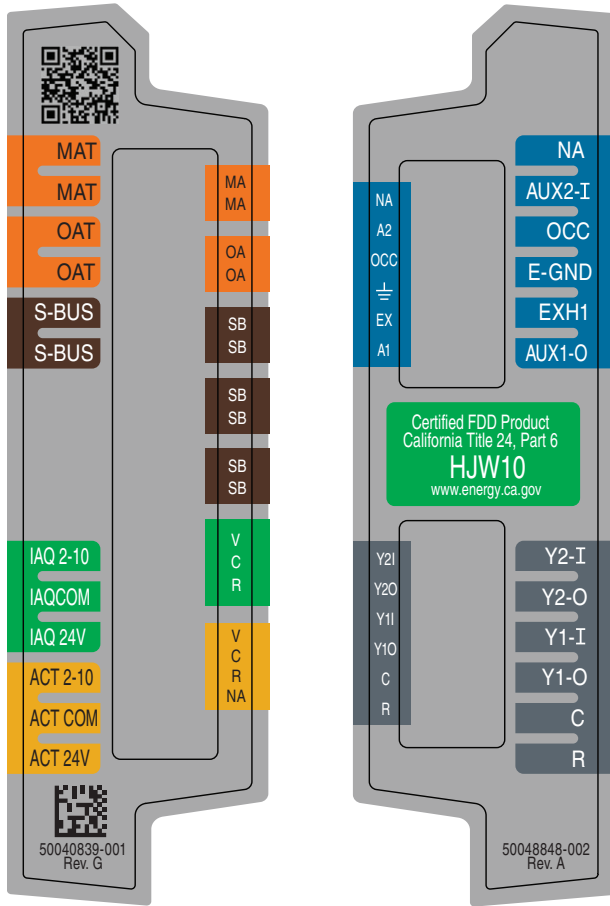 MAT
MAT
OAT
OAT
S-BUS
S-BUS
IAQ 2-10
IAQCOM
IAQ 24V
ACT 2-10
ACT COM
ACT 24V
50040839-001
Rev. G
MA
MA
OA
OA
SB
SB
SB
SB
SB
SB
V
C
R
V
C
R
NA
NA
A2
OCC
EX
A1
NA
AUX2-I
OCC
E-GND
EXH1
AUX1-O
Certified FDD Product
California Title 24, Part 6
HJW10
www.energy.ca.gov
Y2I
Y2O
Y1I
Y1O
C
R
Y2-I
Y2-O
Y1-I
Y1-O
C
R
50048848-002
Rev. A